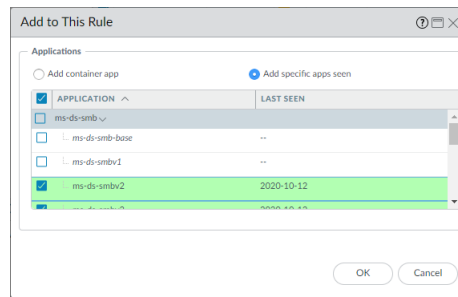 Add to This Rule
Applications
Add container app
Add specific apps seen
APPLICATION
LAST SEEN
ms-ds-smb
ms-ds-smb-base
--
ms-ds-smbv1
--
ms-ds-smbv2
2020-10-12
OK
Cancel